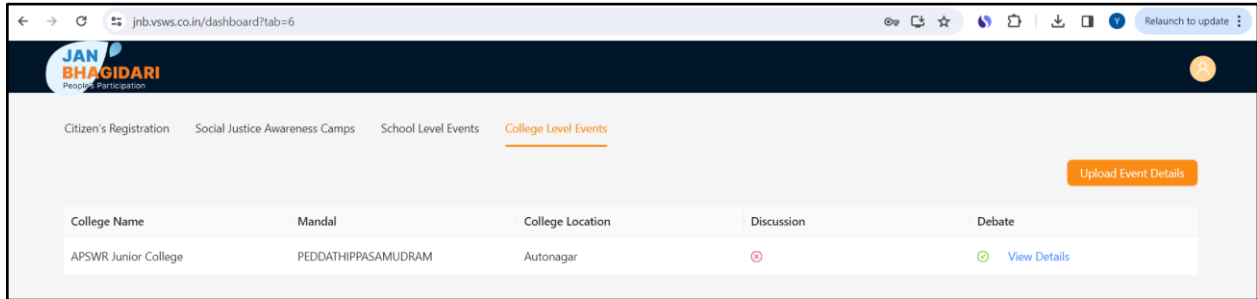 jnb.vsws.co.in/dashboard?tab=6
Y
Relaunch to update
JAN
BHAGIDARI
People's Participation
Citizen's Registration Social Justice Awareness Camps School Level Events College Level Events
Upload Event Details
College Name Mandal College Location Discussion Debate
APSWR Junior College PEDDATHIPPASAMUDRAM Autonagar View Details